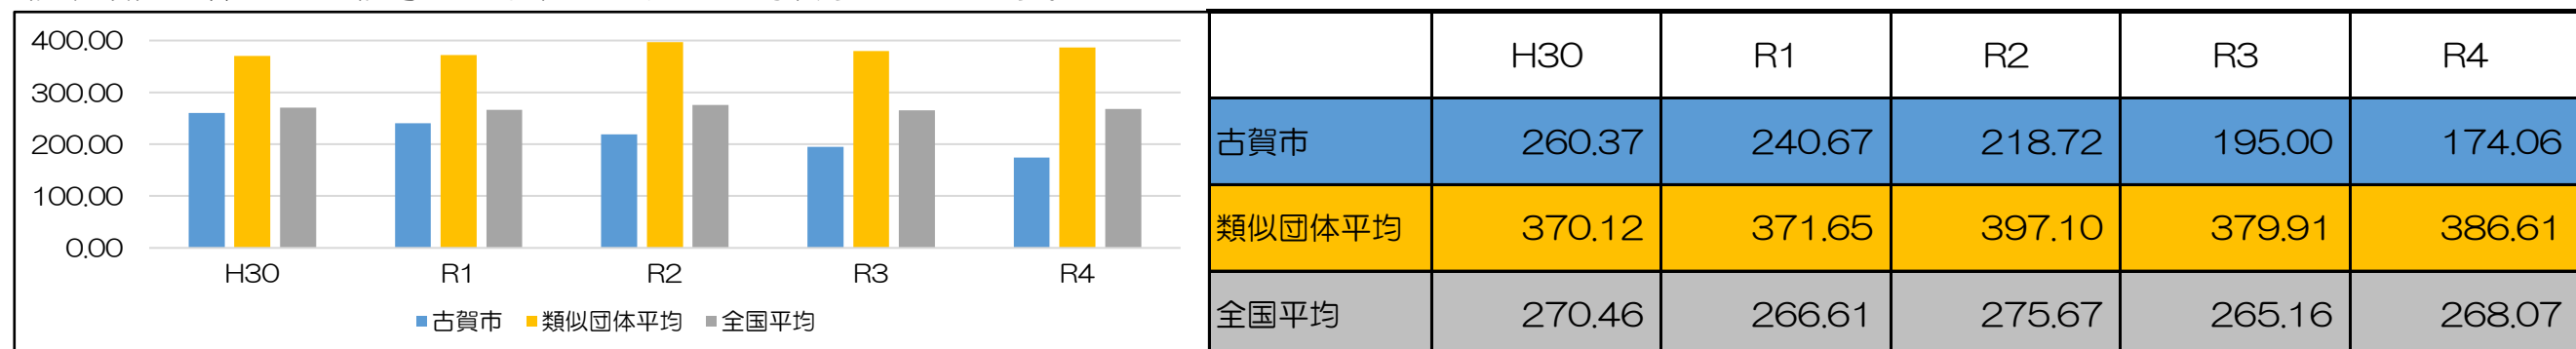 400.00
300.00
200.00
100.00
0.00
H30 R1 R2 R3 R4
古賀市 類似団体平均 全国平均
H30 R1 R2 R3 R4
古賀市 260.37 240.67 218.72 195.00 174.06
類似団体平均 370.12 371.65 397.10 379.91 386.61
全国平均 270.46 266.61 275.67 265.16 268.07